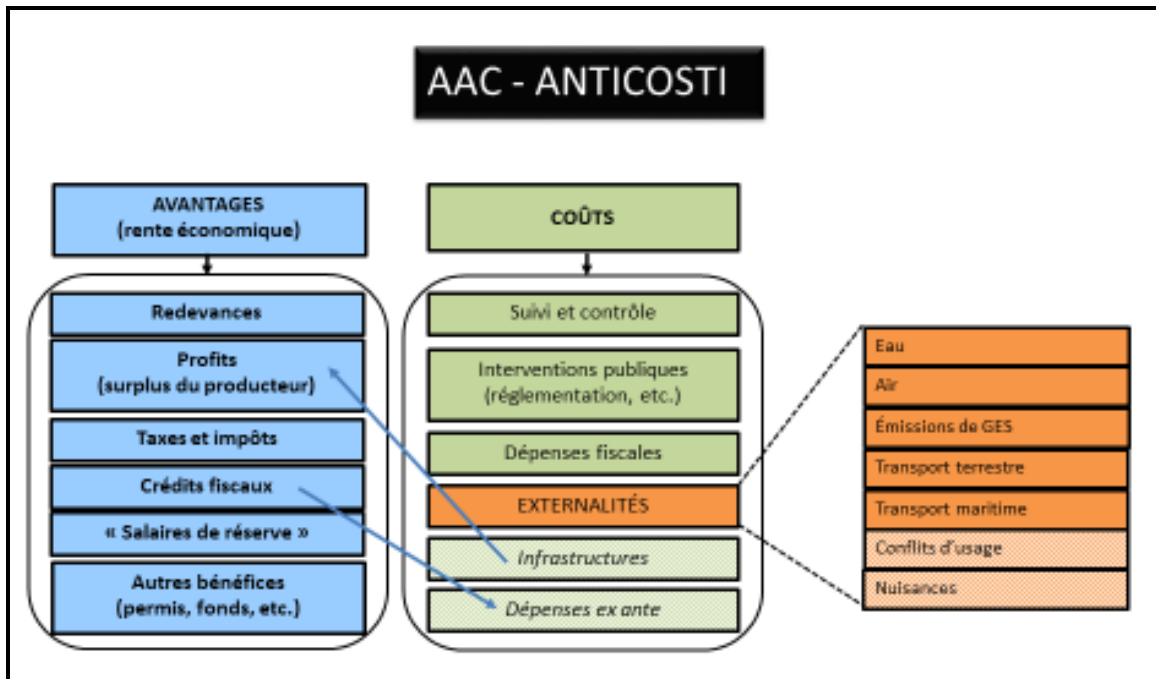 AAC - ANTICOSTI
AVANTAGES
(rente économique)
Redevances
Profits
(surplus du producteur)
Taxes et impôts
Crédits fiscaux
« Salaires de réserve »
Autres bénéfices
(permis, fonds, etc.)
COÛTS
Suivi et contrôle
Interventions publiques
(réglementation, etc.)
Dépenses fiscales
EXTERNALITÉS
Infrastructures
Dépenses ex ante
Eau
Air
Émissions de GES
Transport terrestre
Transport maritime
Conflits d'usage
Nuisances